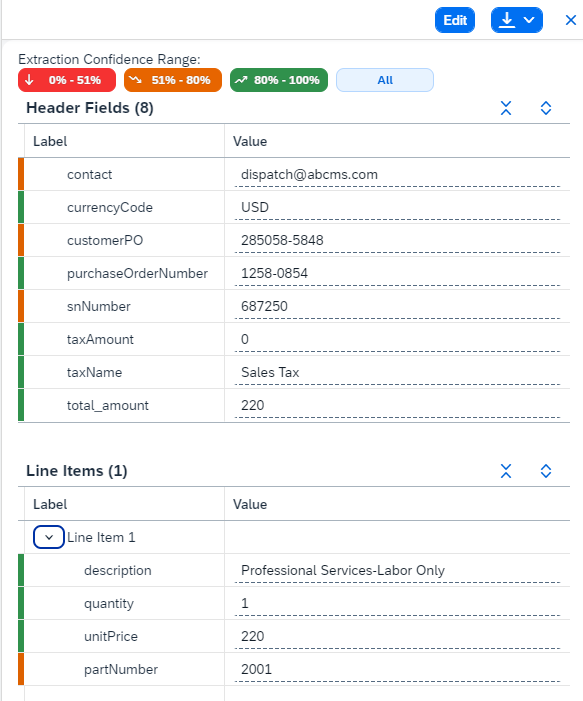 Edit
Extraction Confidence Range:
0% - 51% 51% - 80% 80% - 100% All
Header Fields (8)
Label Value
contact dispatch@abcms.com
currencyCode USD
customerPO 285058-5848
purchaseOrderNumber 1258-0854
snNumber 687250
taxAmount 0
taxName Sales Tax
total_amount 220
Line Items (1)
Label Value
Line Item 1
description Professional Services-Labor Only
quantity 1
unitPrice 220
partNumber 2001